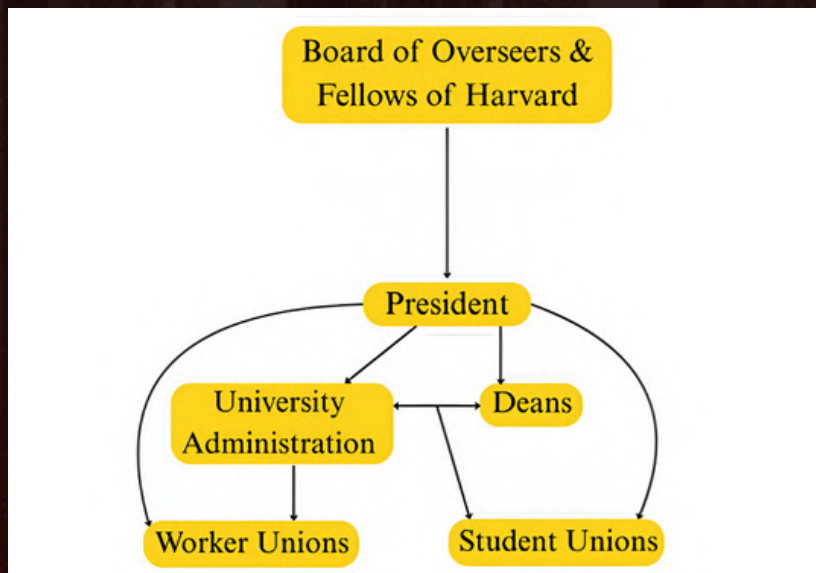 Board of Overseers &
Fellows of Harvard
President
University
Administration
Deans
Worker Unions
Student Unions